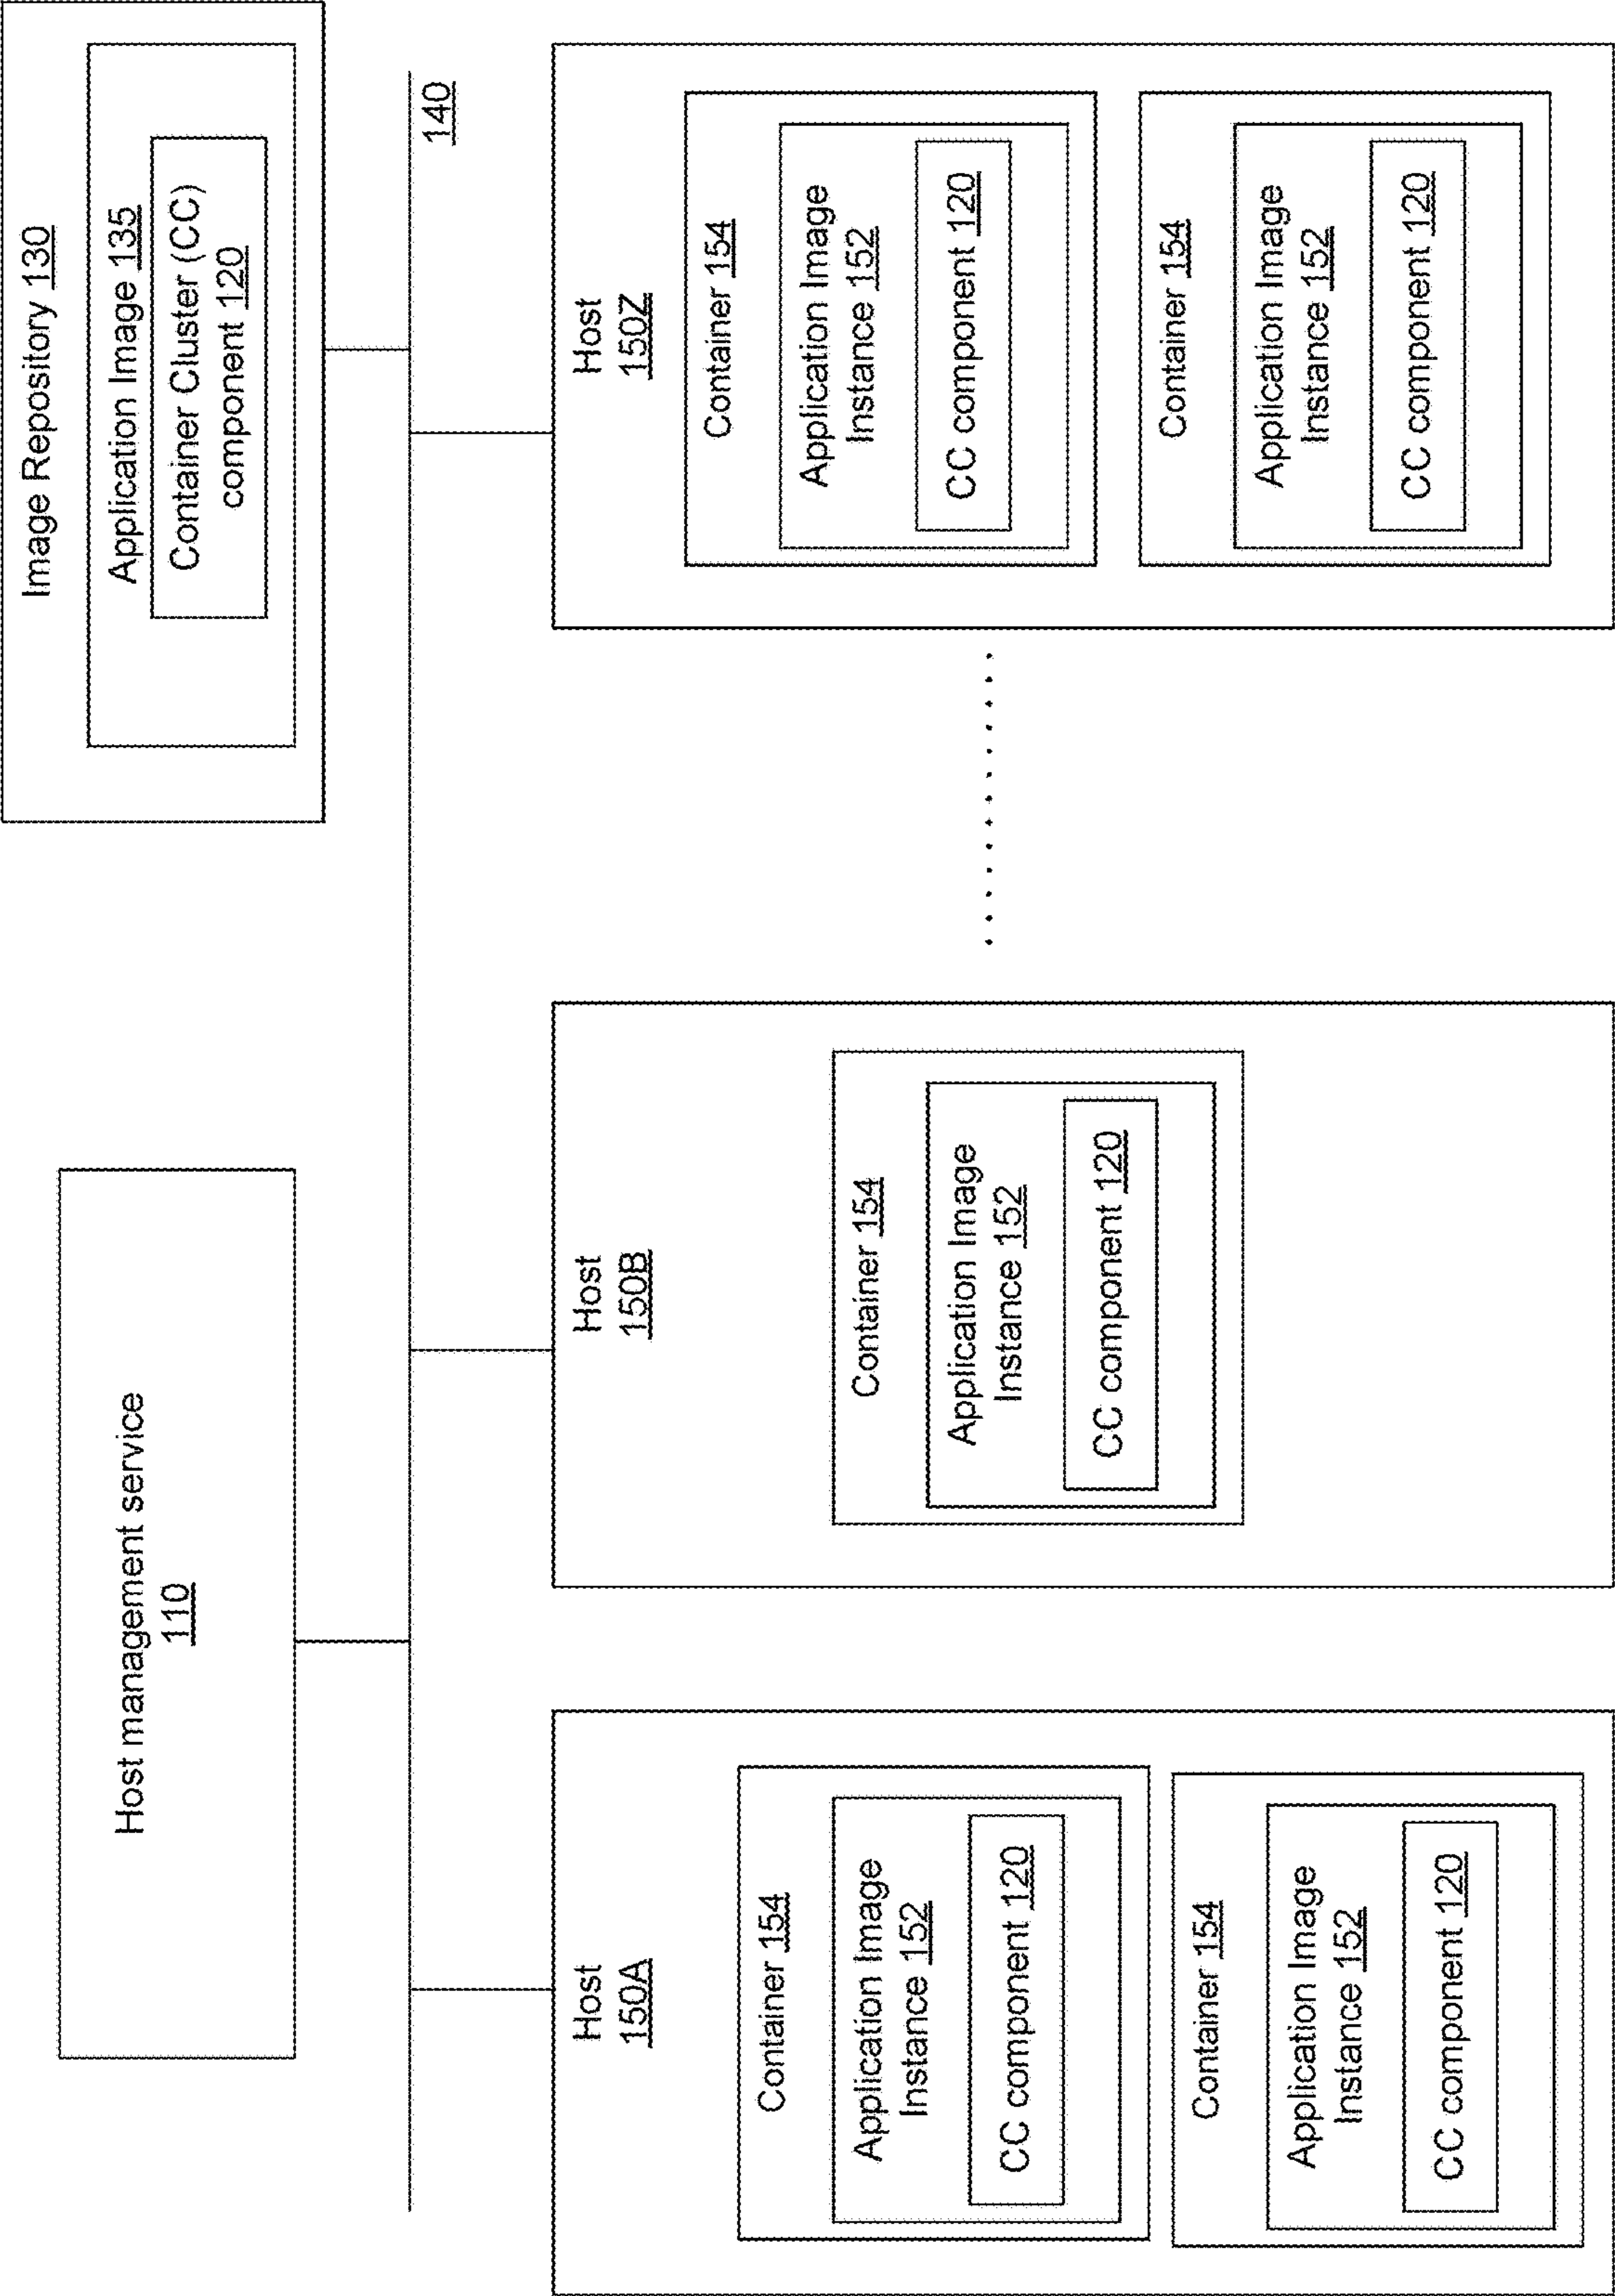 Host management service
110
Image Repository 130
Application Image 135
Container Cluster (CC)
component 120
140
Host
150A
Container 154
Application Image
Instance 152
CC component 120
Container 154
Application Image
Instance 152
CC component 120
Host
150B
Container 154
Application Image
Instance 152
CC component 120
Host
150Z
Container 154
Application Image
Instance 152
CC component 120
Container 154
Application Image
Instance 152
CC component 120